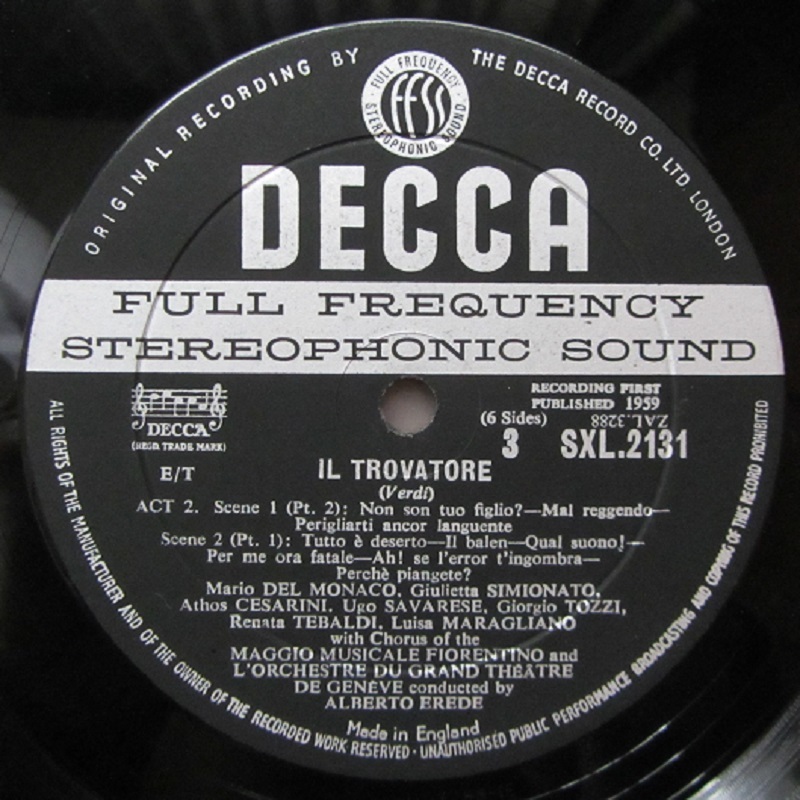 ORIGINAL RECORDING BY THE DECCA RECORD CO. LTD. LONDON
FULL FREQUENCY
STEREOPHONIC SOUND
FFSS
DECCA
FULL FREQUENCY
STEREOPHONIC SOUND
DECCA
(REGD. TRADE MARK)
RECORDING FIRST
PUBLISHED 1959
(6 Sides) ZAL.3288
3 SXL.2131
E/T
IL TROVATORE
(Verdi)
ACT 2. Scene 1 (Pt. 2): Non son tuo figlio?—Mal reggendo—
Perigliarti ancor languente
Scene 2 (Pt. 1): Tutto è deserto—Il balen—Qual suono!—
Per me ora fatale—Ah! se l'error t'ingombra—
Perchè piangete?
Mario DEL MONACO, Giulietta SIMIONATO,
Athos CESARINI, Ugo SAVARESE, Giorgio TOZZI,
Renata TEBALDI, Luisa MARAGLIANO
with Chorus of the
MAGGIO MUSICALE FIORENTINO and
L'ORCHESTRE DU GRAND THÉÂTRE
DE GENÈVE conducted by
ALBERTO EREDE
Made in England
ALL RIGHTS OF THE MANUFACTURER AND OF THE OWNER OF THE RECORDED WORK RESERVED · UNAUTHORISED PUBLIC PERFORMANCE BROADCASTING AND COPYING OF THIS RECORD PROHIBITED